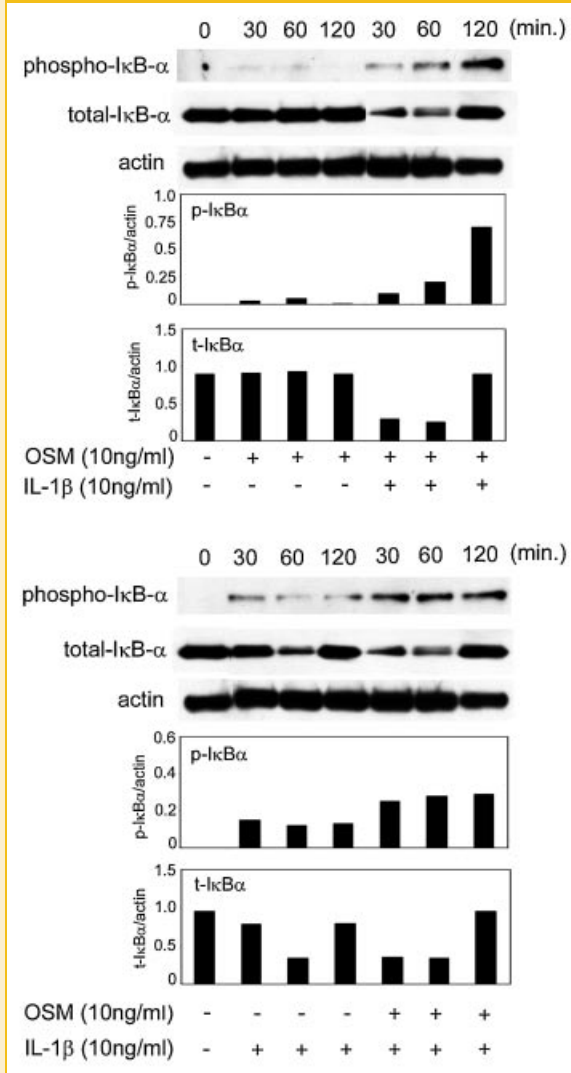 0 30 60 120 30 60 120 (min.)
phospho-IκB-α
total-IκB-α
actin
1.0
p-IκBα
0.75
0.5
0.25
0
p-IκBα/actin
1.5
t-IκBα
1.0
0.5
0
t-IκBα/actin
OSM (10ng/ml) - + + + + + +
IL-1β (10ng/ml) - - - - + + +
0 30 60 120 30 60 120 (min.)
phospho-IκB-α
total-IκB-α
actin
0.6
p-IκBα
0.4
0.2
0
p-IκBα/actin
1.5
t-IκBα
1.0
0.5
0
t-IκBα/actin
OSM (10ng/ml) - - - - + + +
IL-1β (10ng/ml) - + + + + + +